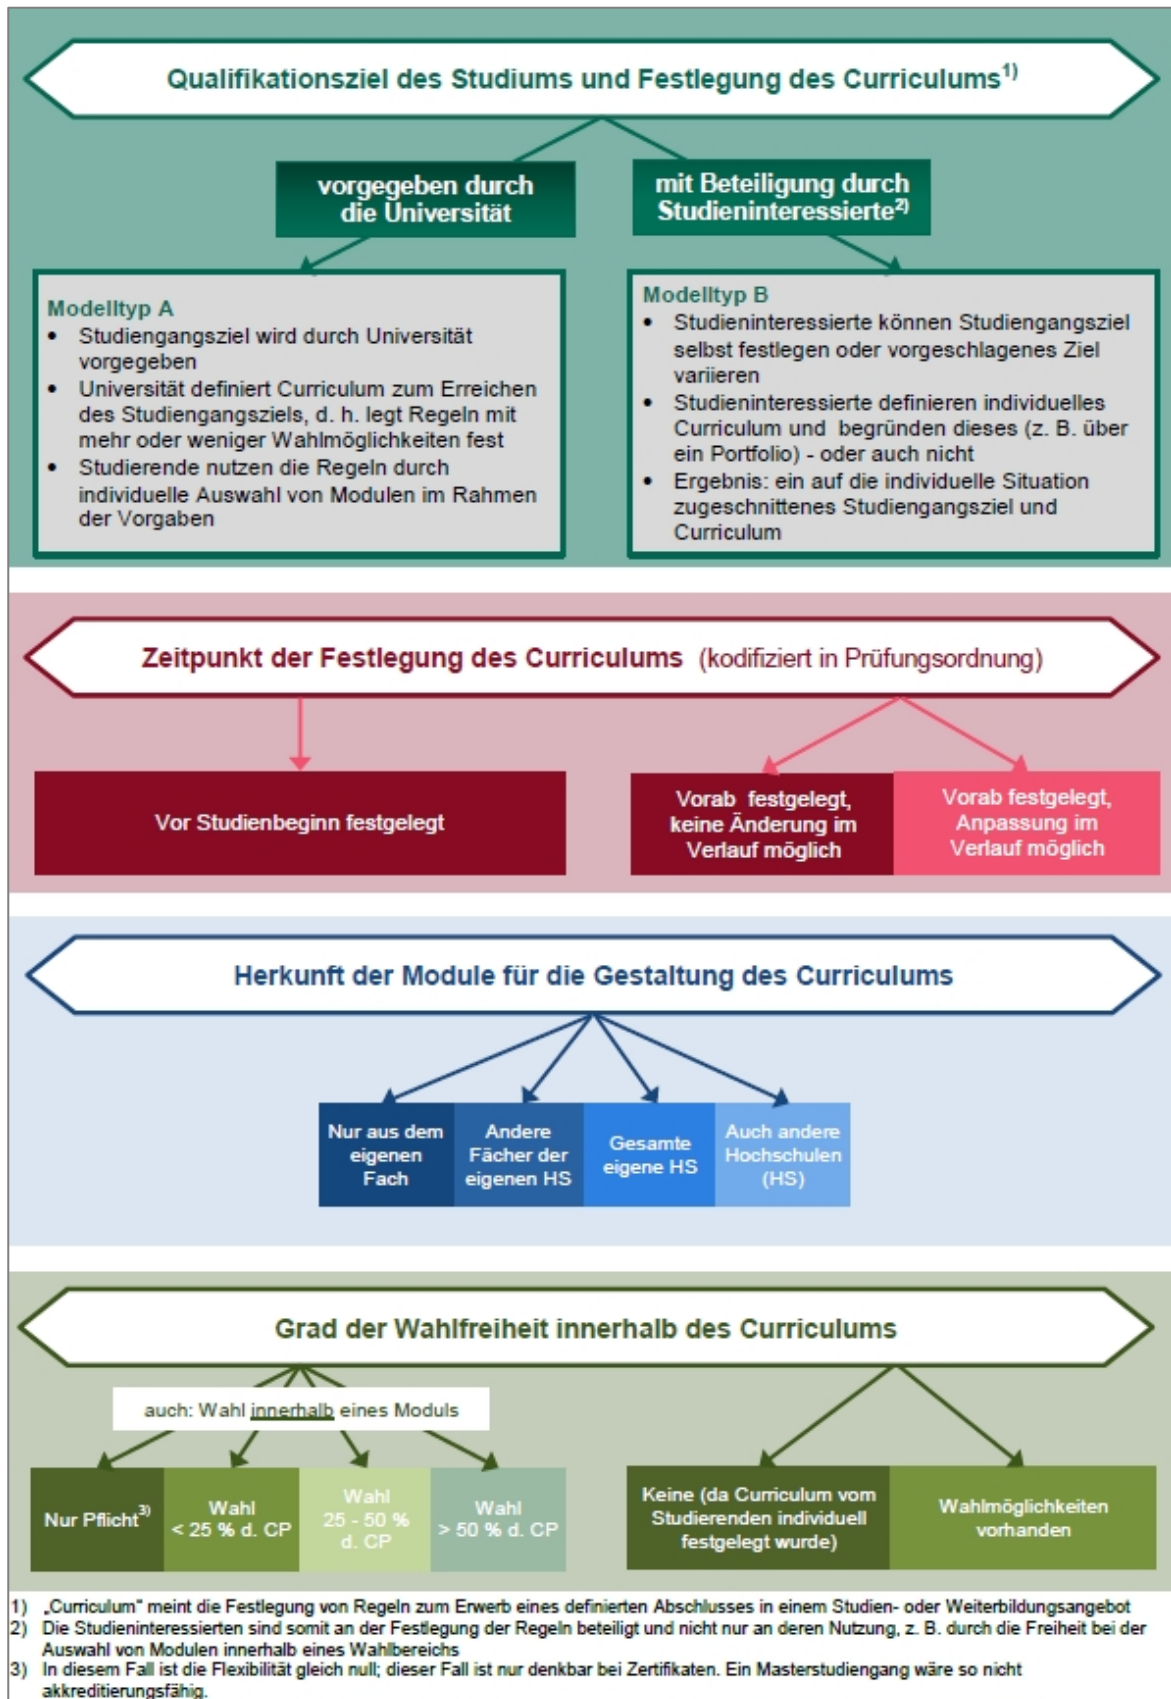 Qualifikationsziel des Studiums und Festlegung des Curriculums1)
vorgegeben durch
die Universität
mit Beteiligung durch
Studieninteressierte2)
Modelltyp A
• Studiengangsziel wird durch Universität
vorgegeben
• Universität definiert Curriculum zum Erreichen
des Studiengangsziels, d. h. legt Regeln mit
mehr oder weniger Wahlmöglichkeiten fest
• Studierende nutzen die Regeln durch
individuelle Auswahl von Modulen im Rahmen
der Vorgaben
Modelltyp B
• Studieninteressierte können Studiengangsziel
selbst festlegen oder vorgeschlagenes Ziel
variieren
• Studieninteressierte definieren individuelles
Curriculum und begründen dieses (z. B. über
ein Portfolio) - oder auch nicht
• Ergebnis: ein auf die individuelle Situation
zugeschnittenes Studiengangsziel und
Curriculum
Zeitpunkt der Festlegung des Curriculums (kodifiziert in Prüfungsordnung)
Vor Studienbeginn festgelegt
Vorab festgelegt,
keine Änderung im
Verlauf möglich
Vorab festgelegt,
Anpassung im
Verlauf möglich
Herkunft der Module für die Gestaltung des Curriculums
Nur aus dem
eigenen
Fach
Andere
Fächer der
eigenen HS
Gesamte
eigene HS
Auch andere
Hochschulen
(HS)
Grad der Wahlfreiheit innerhalb des Curriculums
auch: Wahl innerhalb eines Moduls
Nur Pflicht3)
Wahl
< 25 % d. CP
Wahl
25 - 50 %
d. CP
Wahl
> 50 % d. CP
Keine (da Curriculum vom
Studierenden individuell
festgelegt wurde)
Wahlmöglichkeiten
vorhanden
1) „Curriculum" meint die Festlegung von Regeln zum Erwerb eines definierten Abschlusses in einem Studien- oder Weiterbildungsangebot
2) Die Studieninteressierten sind somit an der Festlegung der Regeln beteiligt und nicht nur an deren Nutzung, z. B. durch die Freiheit bei der
Auswahl von Modulen innerhalb eines Wahlbereichs
3) In diesem Fall ist die Flexibilität gleich null; dieser Fall ist nur denkbar bei Zertifikaten. Ein Masterstudiengang wäre so nicht
akkreditierungsfähig.